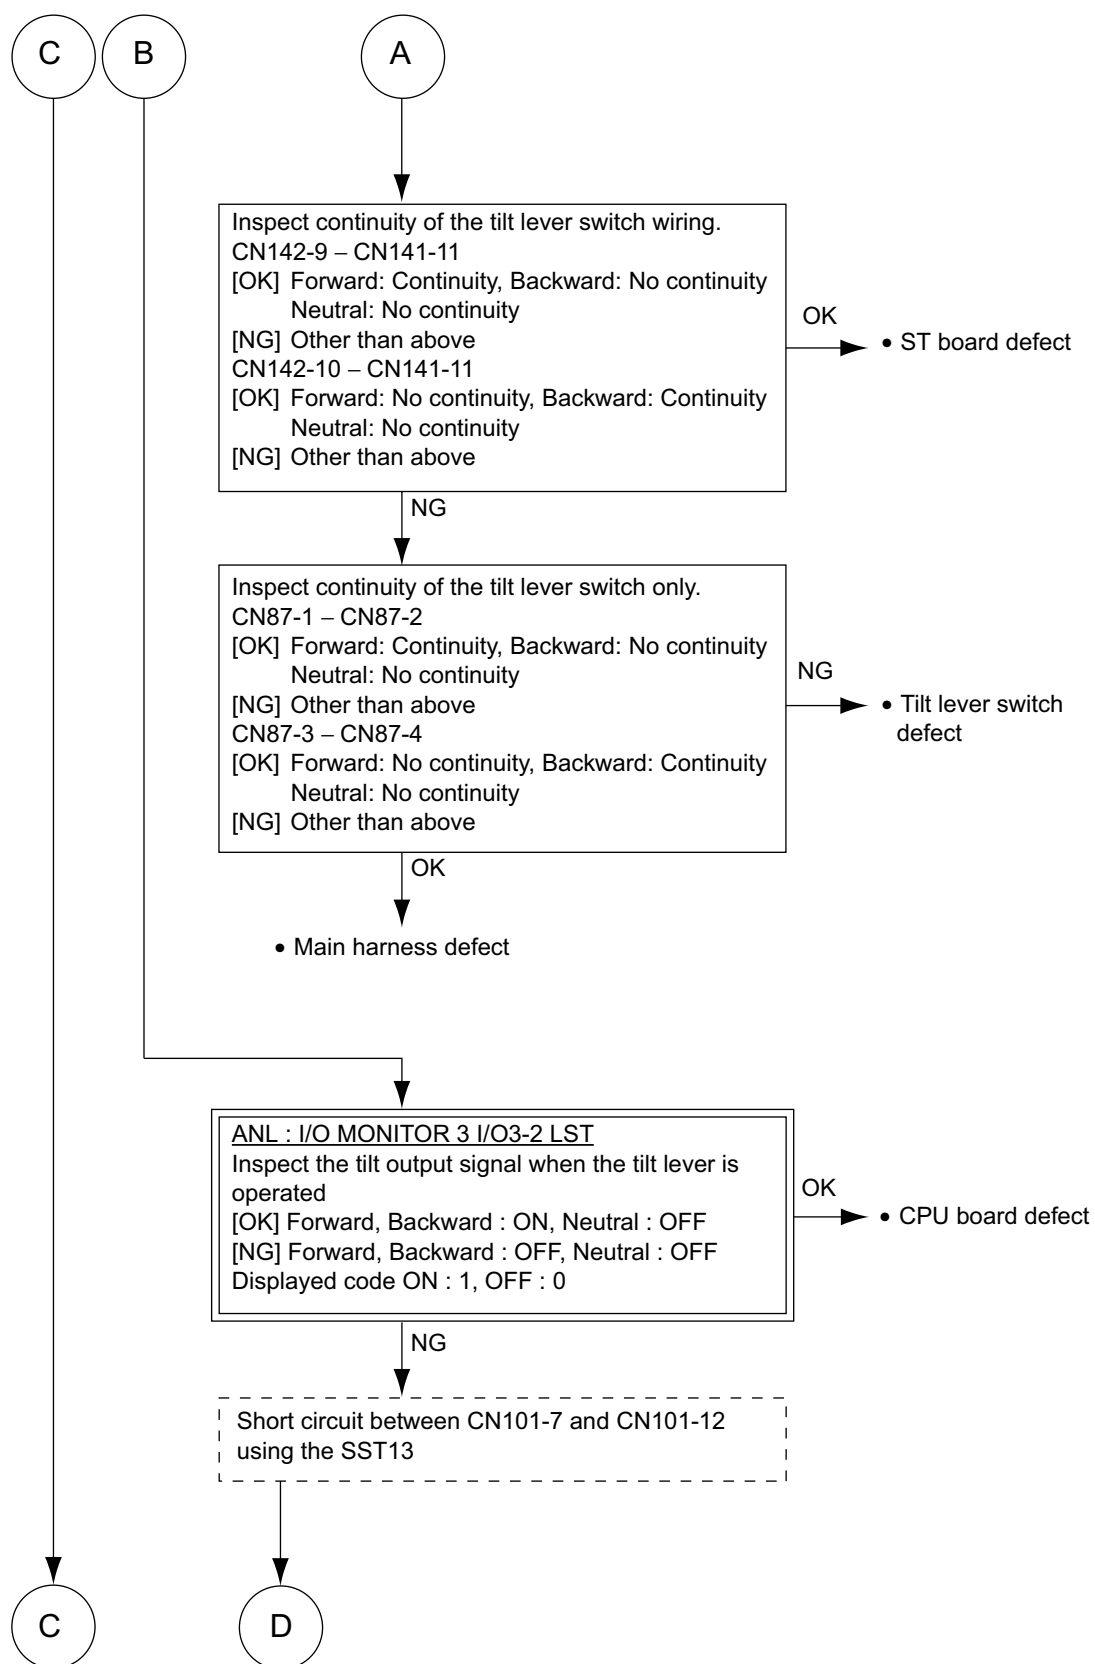 C
B
A
Inspect continuity of the tilt lever switch wiring.
CN142-9 – CN141-11
[OK] Forward: Continuity, Backward: No continuity
Neutral: No continuity
[NG] Other than above
CN142-10 – CN141-11
[OK] Forward: No continuity, Backward: Continuity
Neutral: No continuity
[NG] Other than above
OK
• ST board defect
NG
Inspect continuity of the tilt lever switch only.
CN87-1 – CN87-2
[OK] Forward: Continuity, Backward: No continuity
Neutral: No continuity
[NG] Other than above
CN87-3 – CN87-4
[OK] Forward: No continuity, Backward: Continuity
Neutral: No continuity
[NG] Other than above
NG
• Tilt lever switch
defect
OK
• Main harness defect
ANL : I/O MONITOR 3 I/O3-2 LST
Inspect the tilt output signal when the tilt lever is
operated
[OK] Forward, Backward : ON, Neutral : OFF
[NG] Forward, Backward : OFF, Neutral : OFF
Displayed code ON : 1, OFF : 0
OK
• CPU board defect
NG
Short circuit between CN101-7 and CN101-12
using the SST13
C
D